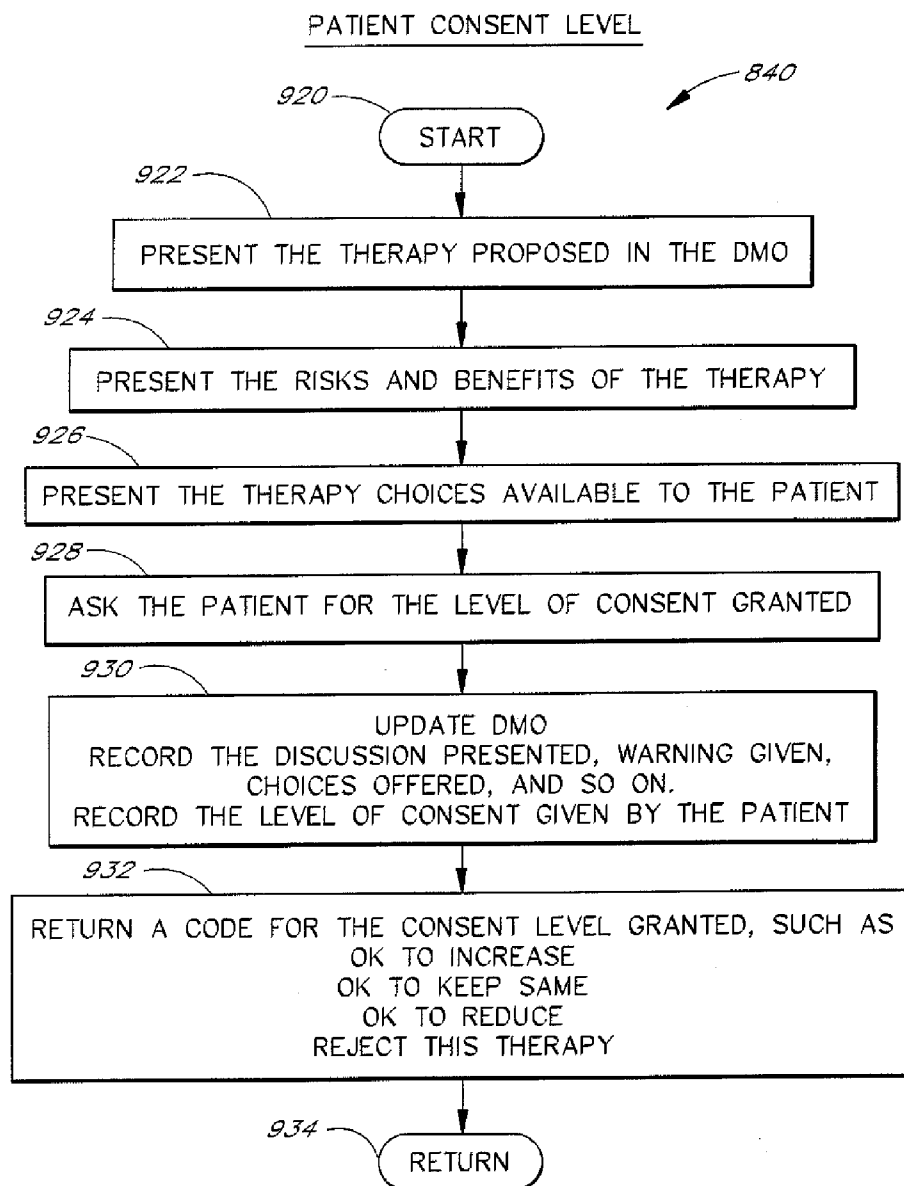 PATIENT CONSENT LEVEL
840
920
START
922
PRESENT THE THERAPY PROPOSED IN THE DMO
924
PRESENT THE RISKS AND BENEFITS OF THE THERAPY
926
PRESENT THE THERAPY CHOICES AVAILABLE TO THE PATIENT
928
ASK THE PATIENT FOR THE LEVEL OF CONSENT GRANTED
930
UPDATE DMO
RECORD THE DISCUSSION PRESENTED, WARNING GIVEN,
CHOICES OFFERED, AND SO ON.
RECORD THE LEVEL OF CONSENT GIVEN BY THE PATIENT
932
RETURN A CODE FOR THE CONSENT LEVEL GRANTED, SUCH AS
OK TO INCREASE
OK TO KEEP SAME
OK TO REDUCE
REJECT THIS THERAPY
934
RETURN